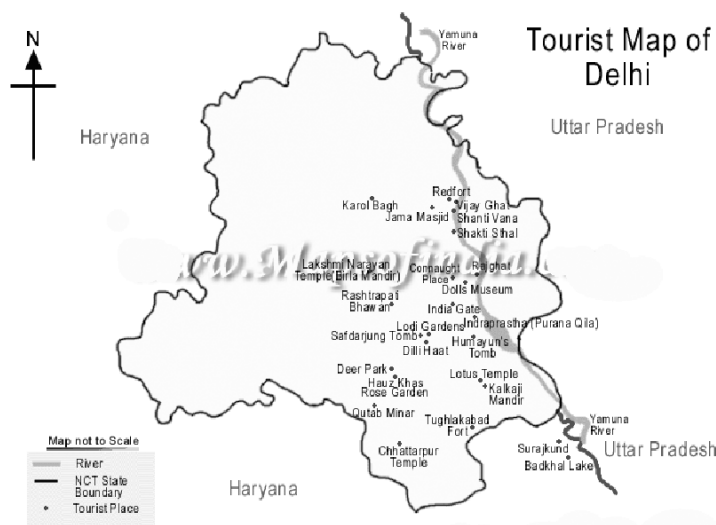 Tourist Map of
Delhi
N
Yamuna
River
Haryana
Uttar Pradesh
Redfort
Karol Bagh
Vijay Ghat
Jama Masjid
Shanti Vana
Shakti Sthal
www.Mapsofindia.c
Lakshmi Narayan
Temple(Birla Mandir)
Connaught
Place
Rajghat
Dolls Museum
Rashtrapati
Bhawan
India Gate
Indraprastha (Purana Qila)
Lodi Gardens
Safdarjung Tomb
Dilli Haat
Humayun's
Tomb
Deer Park
Hauz Khas
Rose Garden
Lotus Temple
Kalkaji
Mandir
Qutab Minar
Tughlakabad
Fort
Chhattarpur
Temple
Yamuna
River
Surajkund
Badkhal Lake
Uttar Pradesh
Haryana
Map not to Scale
River
NCT State
Boundary
Tourist Place